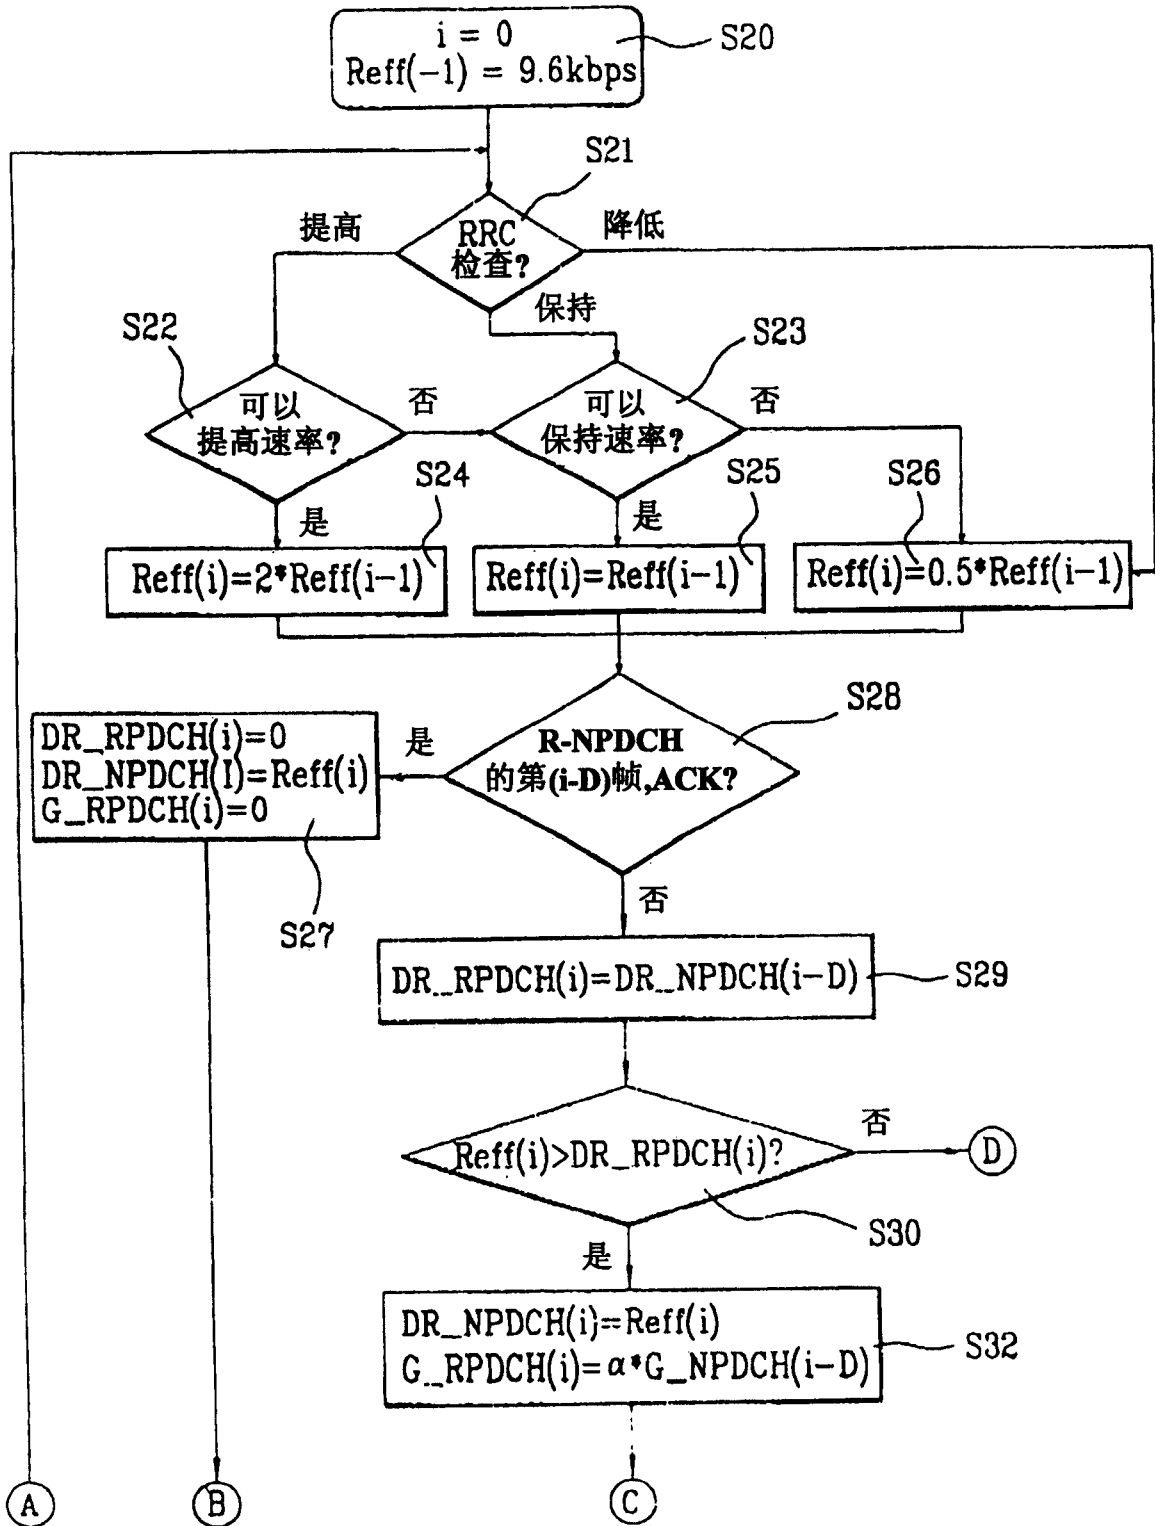 i = 0
Reff(-1) = 9.6kbps
S20
S21
提高
RRC
检查?
降低
保持
S22
S23
可以
提高速率?
否
可以
保持速率?
否
S24
S25
S26
是
是
Reff(i)=2*Reff(i-1)
Reff(i)=Reff(i-1)
Reff(i)=0.5*Reff(i-1)
S28
DR_RPDCH(i)=0
DR_NPDCH(I)=Reff(i)
G_RPDCH(i)=0
是
R-NPDCH
的第(i-D)帧,ACK?
S27
否
DR_RPDCH(i)=DR_NPDCH(i-D)
S29
Reff(i)>DR_RPDCH(i)?
否
D
S30
是
DR_NPDCH(i)=Reff(i)
G_RPDCH(i)=α*G_NPDCH(i-D)
S32
A
B
C